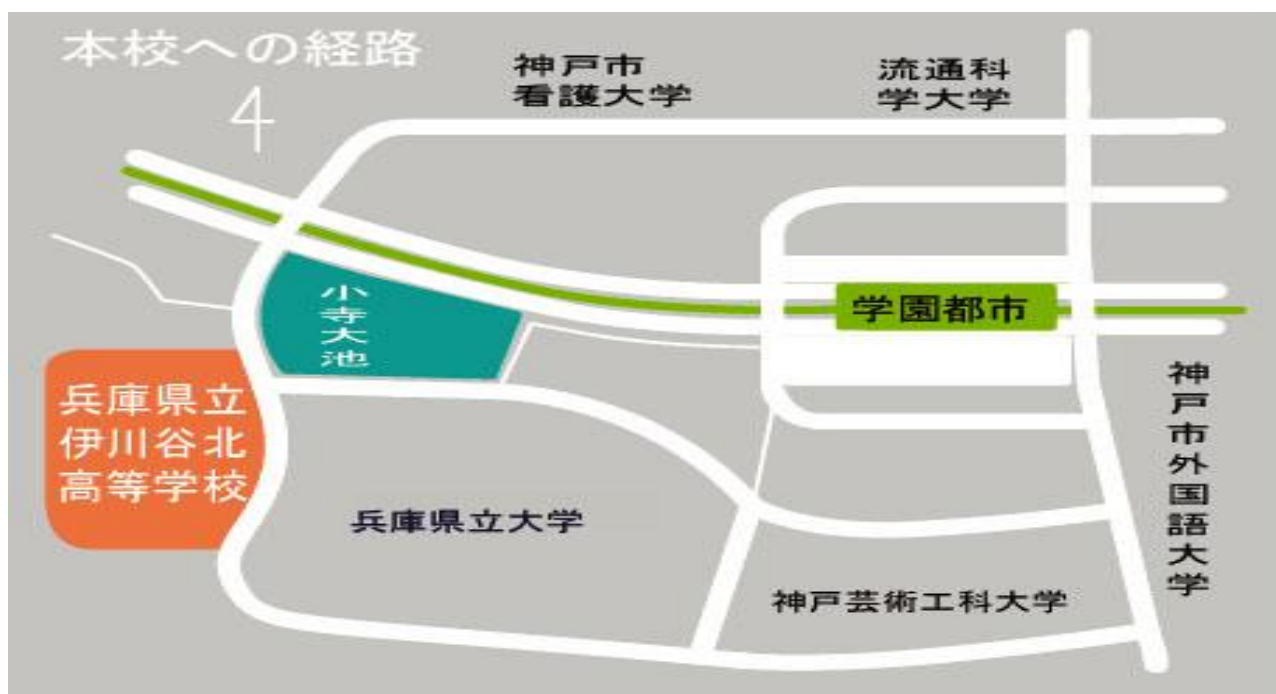 本校への経路
神戸市
看護大学
流通科
学大学
小寺大池
学園都市
兵庫県立
伊川谷北
高等学校
神戸市外国語大学
兵庫県立大学
神戸芸術工科大学